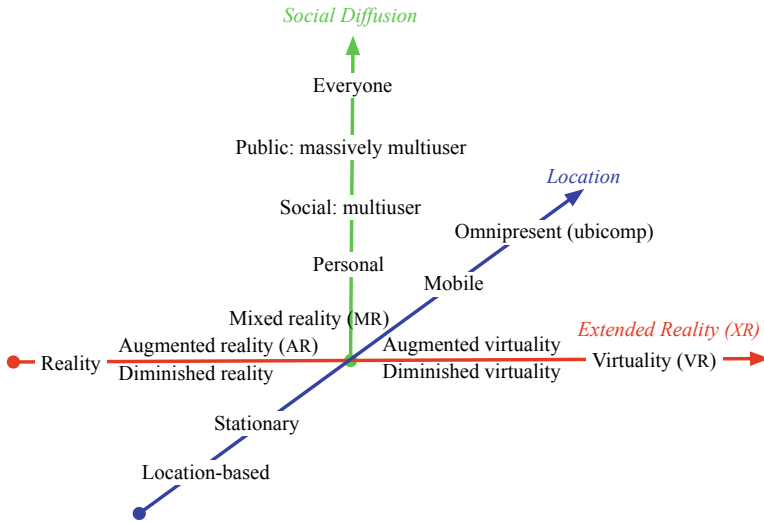 Social Diffusion
Everyone
Public: massively multiuser
Location
Social: multiuser
Omnipresent (ubicomp)
Personal
Mobile
Mixed reality (MR)
Extended Reality (XR)
Augmented reality (AR)
Augmented virtuality
Reality
Virtuality (VR)
Diminished reality
Diminished virtuality
Stationary
Location-based